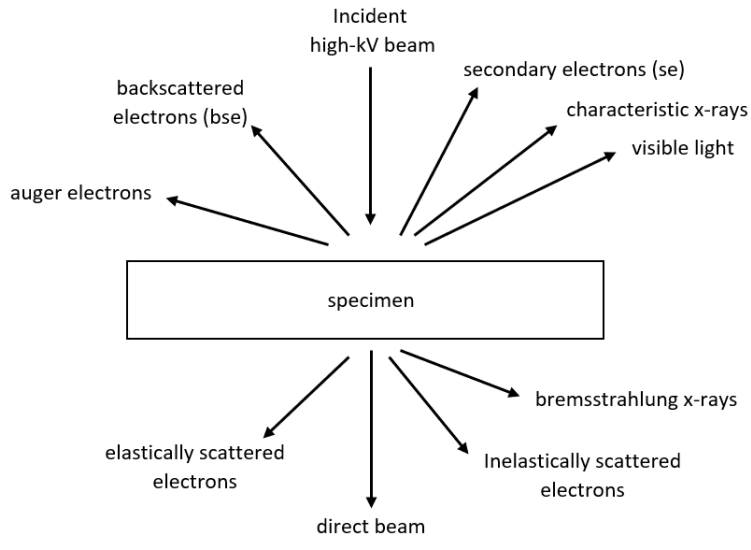 Incident
high-kV beam
secondary electrons (se)
backscattered
electrons (bse)
characteristic x-rays
visible light
auger electrons
specimen
bremsstrahlung x-rays
elastically scattered
electrons
Inelastically scattered
electrons
direct beam